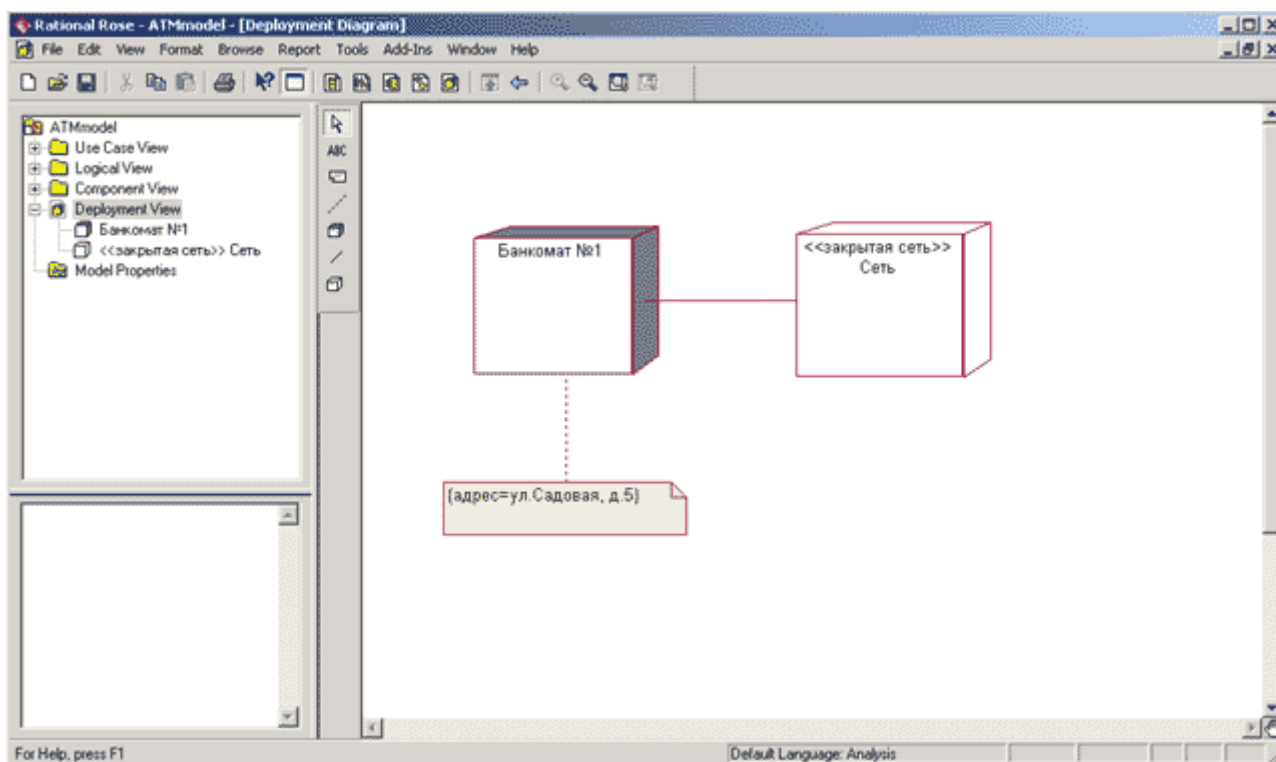 Rational Rose - ATMmodel - [Deployment Diagram]
File Edit View Format Browse Report Tools Add-Ins Window Help
ATMmodel
Use Case View
Logical View
Component View
Deployment View
Банкомат №1
<<закрытая сеть>> Сеть
Model Properties
ABC
Банкомат №1
<<закрытая сеть>>
Сеть
{адрес=ул.Садовая, д.5}
For Help, press F1
Default Language: Analysis